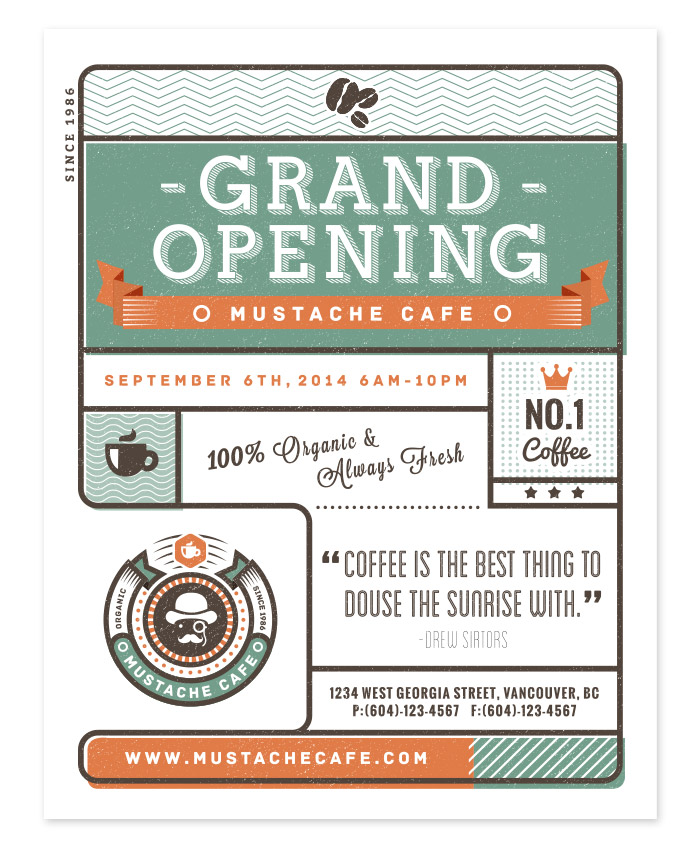 SINCE 1986
- GRAND -
OPENING
MUSTACHE CAFE
SEPTEMBER 6TH, 2014 6AM-10PM
NO.1
Coffee
100% Organic &
Always Fresh
ORGANIC
SINCE 1986
MUSTACHE CAFE
“COFFEE IS THE BEST THING TO
DOUSE THE SUNRISE WITH.”
-DREW SIRTORS
1234 WEST GEORGIA STREET, VANCOUVER, BC
P:(604)-123-4567 F:(604)-123-4567
WWW.MUSTACHECAFE.COM